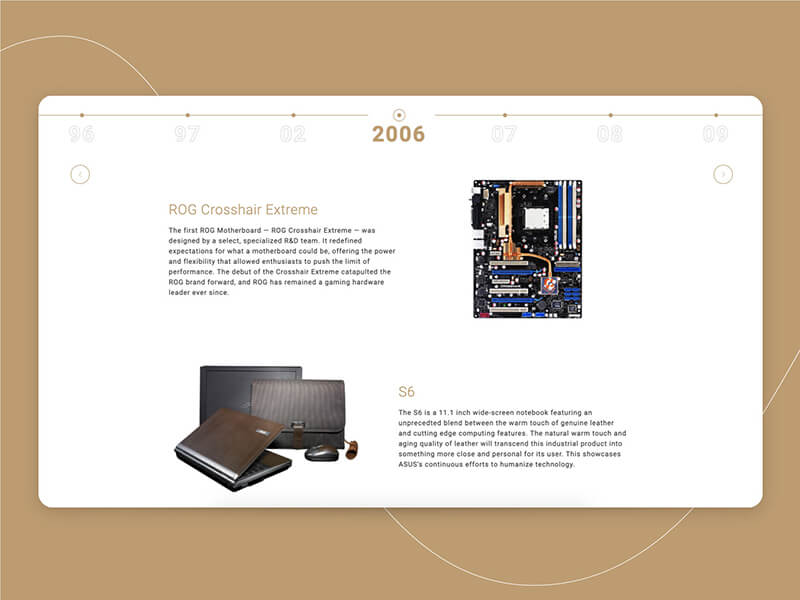 96 97 02 2006 07 08 09
ROG Crosshair Extreme
The first ROG Motherboard — ROG Crosshair Extreme — was
designed by a select, specialized R&D team. It redefined
expectations for what a motherboard could be, offering the power
and flexibility that allowed enthusiasts to push the limit of
performance. The debut of the Crosshair Extreme catapulted the
ROG brand forward, and ROG has remained a gaming hardware
leader ever since.
S6
The S6 is a 11.1 inch wide-screen notebook featuring an
unprecedted blend between the warm touch of genuine leather
and cutting edge computing features. The natural warm touch and
aging quality of leather will transcend this industrial product into
something more close and personal for its user. This showcases
ASUS's continuous efforts to humanize technology.